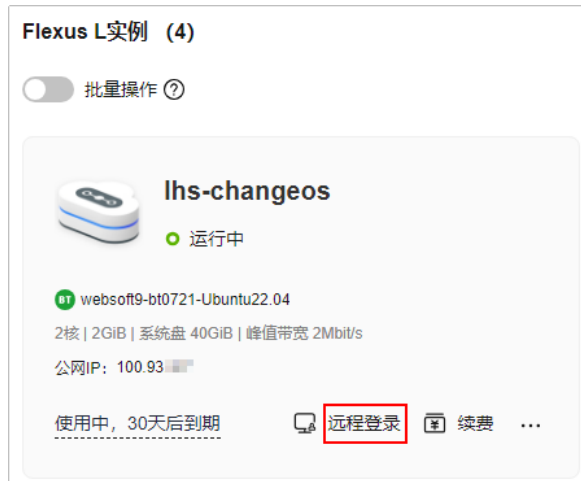 Flexus L实例 (4)
批量操作 ?
lhs-changeos
运行中
BT websoft9-bt0721-Ubuntu22.04
2核 | 2GiB | 系统盘 40GiB | 峰值带宽 2Mbit/s
公网IP: 100.93
使用中，30天后到期 远程登录 ¥ 续费 ...